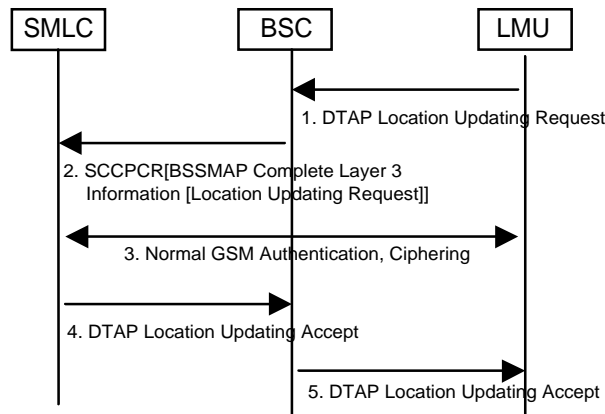 SMLC
BSC
LMU
1. DTAP Location Updating Request
2. SCCPCR[BSSMAP Complete Layer 3
Information [Location Updating Request]]
3. Normal GSM Authentication, Ciphering
4. DTAP Location Updating Accept
5. DTAP Location Updating Accept